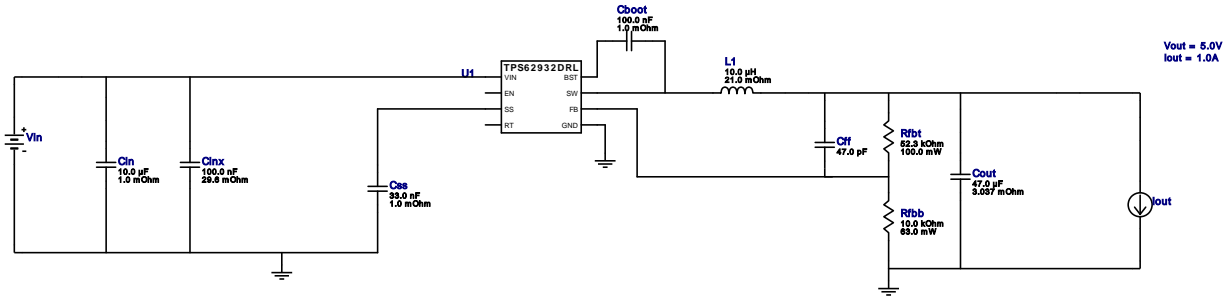 Cboot
100.0 nF
1.0 mOhm
Vout = 5.0V
Iout = 1.0A
U1
TPS62932DRL
VIN
BST
EN
SW
SS
FB
RT
GND
L1
10.0 µH
21.0 mOhm
+
Vin
-
Cin
10.0 µF
1.0 mOhm
Cinx
100.0 nF
29.6 mOhm
Css
33.0 nF
1.0 mOhm
Cff
47.0 pF
Rfbt
52.3 kOhm
100.0 mW
Cout
47.0 µF
3.037 mOhm
Rfbb
10.0 kOhm
63.0 mW
Iout